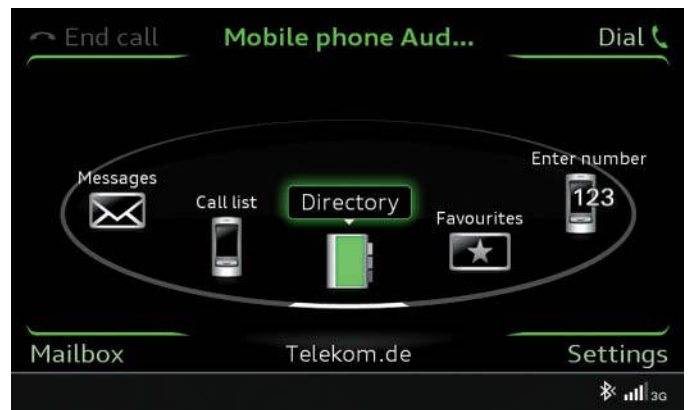 End call
Mobile phone Aud...
Dial
Messages
Call list
Directory
Favourites
Enter number
123
Mailbox
Telekom.de
Settings
3G